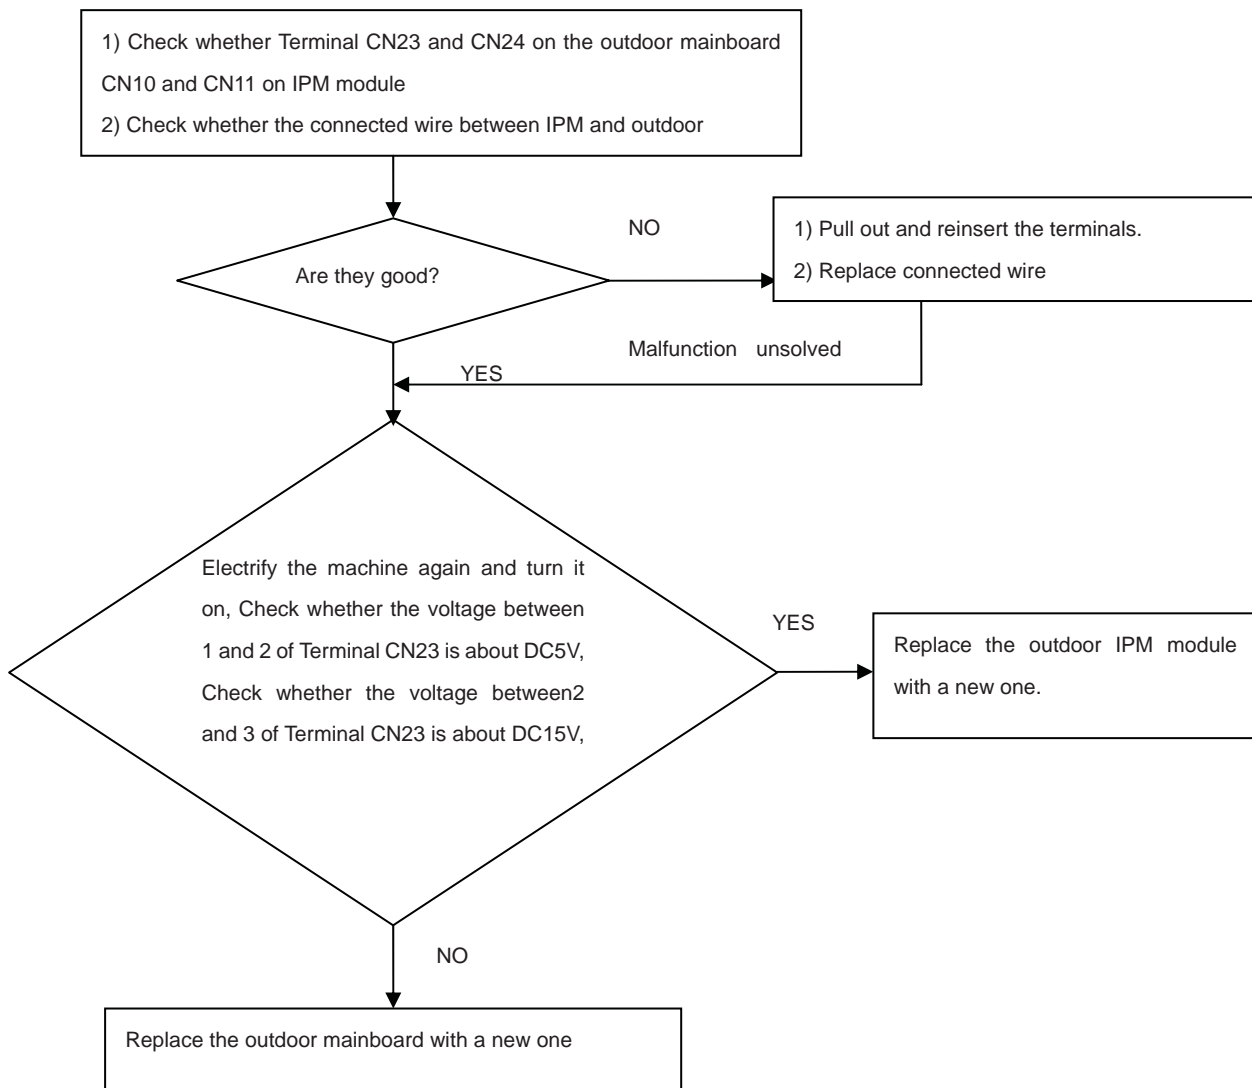 1) Check whether Terminal CN23 and CN24 on the outdoor mainboard
CN10 and CN11 on IPM module
2) Check whether the connected wire between IPM and outdoor
NO
1) Pull out and reinsert the terminals.
2) Replace connected wire
Are they good?
Malfunction unsolved
YES
Electrify the machine again and turn it
on, Check whether the voltage between
1 and 2 of Terminal CN23 is about DC5V,
Check whether the voltage between2
and 3 of Terminal CN23 is about DC15V,
YES
Replace the outdoor IPM module
with a new one.
NO
Replace the outdoor mainboard with a new one